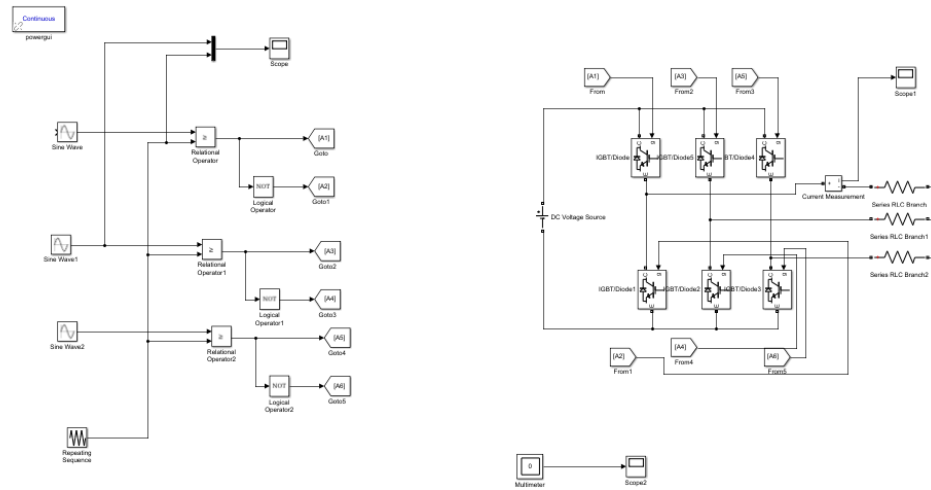 Continuous
powergui
Scope
Sine Wave
≥
Relational
Operator
[A1]
Goto
NOT
Logical
Operator
[A2]
Goto1
Sine Wave1
≥
Relational
Operator1
[A3]
Goto2
NOT
Logical
Operator1
[A4]
Goto3
Sine Wave2
≥
Relational
Operator2
[A5]
Goto4
NOT
Logical
Operator2
[A6]
Goto5
Repeating
Sequence
[A1]
From
[A3]
From2
[A5]
From3
Scope1
g C
g C
g C
IGBT/Diode
IGBT/Diode5
BT/Diode4
E
E
E
+
-
i
Current Measurement
Series RLC Branch
DC Voltage Source
Series RLC Branch1
Series RLC Branch2
g C
g C
g C
IGBT/Diode1
IGBT/Diode2
IGBT/Diode3
E
E
E
[A2]
From1
[A4]
From4
[A6]
From5
0
Multimeter
Scope2